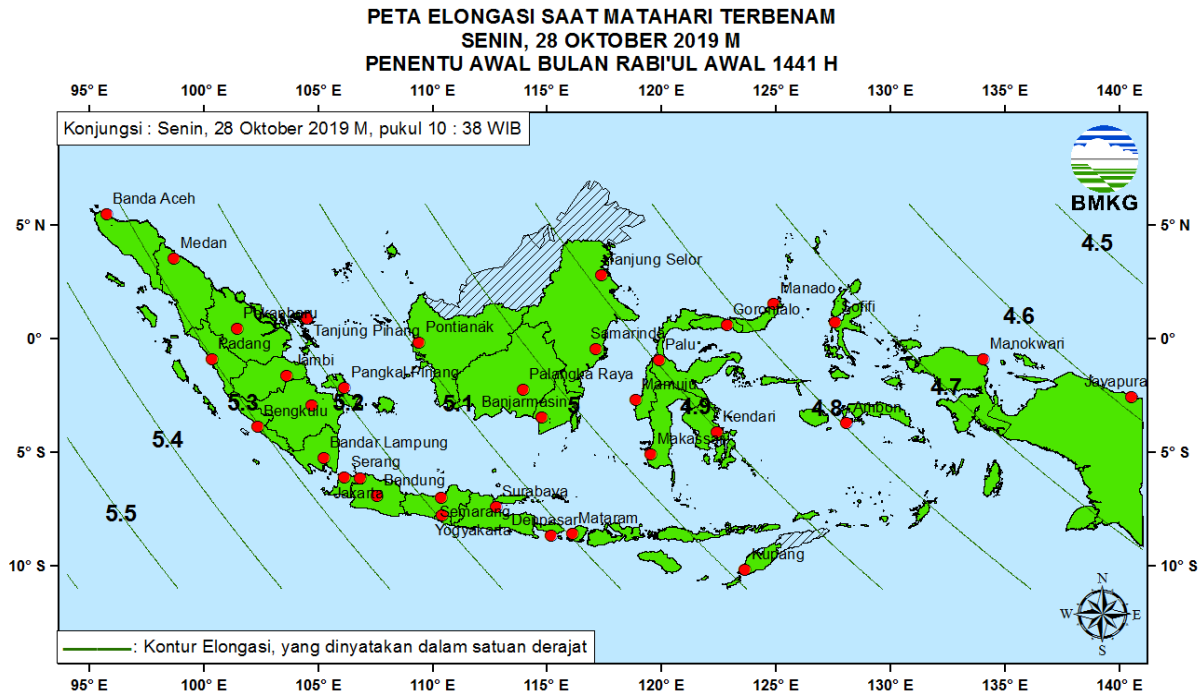 PETA ELONGASI SAAT MATAHARI TERBENAM
SENIN, 28 OKTOBER 2019 M
PENENTU AWAL BULAN RABI'UL AWAL 1441 H
95° E 100° E 105° E 110° E 115° E 120° E 125° E 130° E 135° E 140° E
Konjungsi : Senin, 28 Oktober 2019 M, pukul 10 : 38 WIB
BMKG
Banda Aceh
5° N 5° N
4.5
Medan
Tanjung Selor
Manado
Pekanbaru
Gorontalo
Sofifi
4.6
Tanjung Pinang
Pontianak
Samarinda
0° 0°
Padang
Palu
Manokwari
Jambi
Pangkal Pinang
Palangka Raya
Mamuju
4.7
Jayapura
5.3
5.2
5.1
Banjarmasin
5
4.9
4.8
Ambon
Bengkulu
Kendari
5.4
Bandar Lampung
Makassar
5° S 5° S
Serang
Bandung
Jakarta
Surabaya
5.5
Semarang
Denpasar
Mataram
Yogyakarta
Kupang
10° S 10° S
N
W E
S
: Kontur Elongasi, yang dinyatakan dalam satuan derajat
95° E 100° E 105° E 110° E 115° E 120° E 125° E 130° E 135° E 140° E